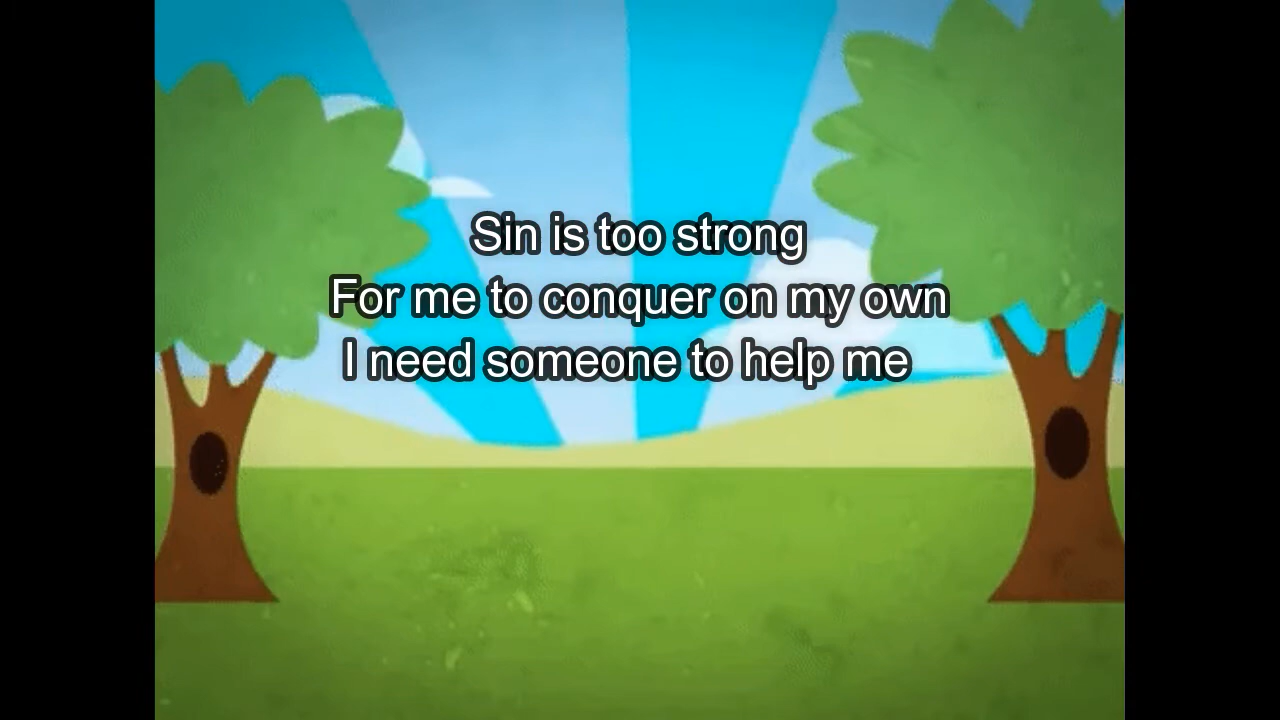 Sin is too strong
For me to conquer on my own
I need someone to help me